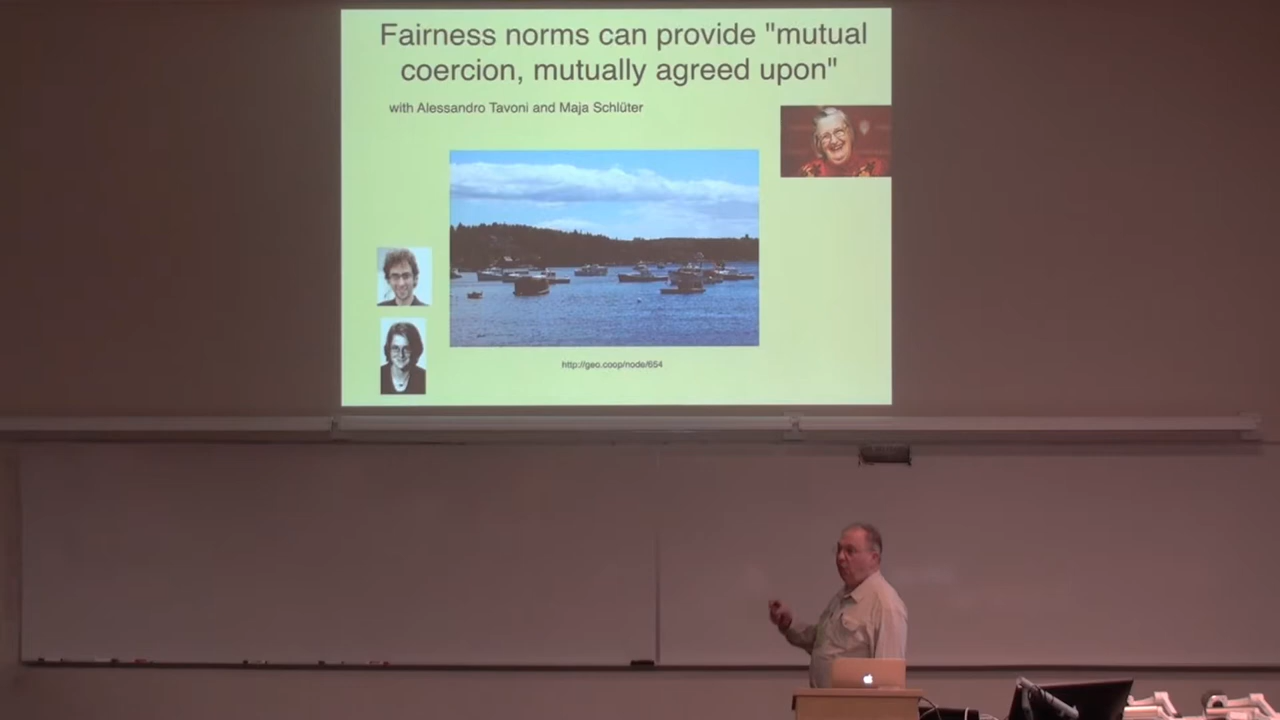 Fairness norms can provide "mutual
coercion, mutually agreed upon"
with Alessandro Tavoni and Maja Schlüter
http://geo.coop/node/654